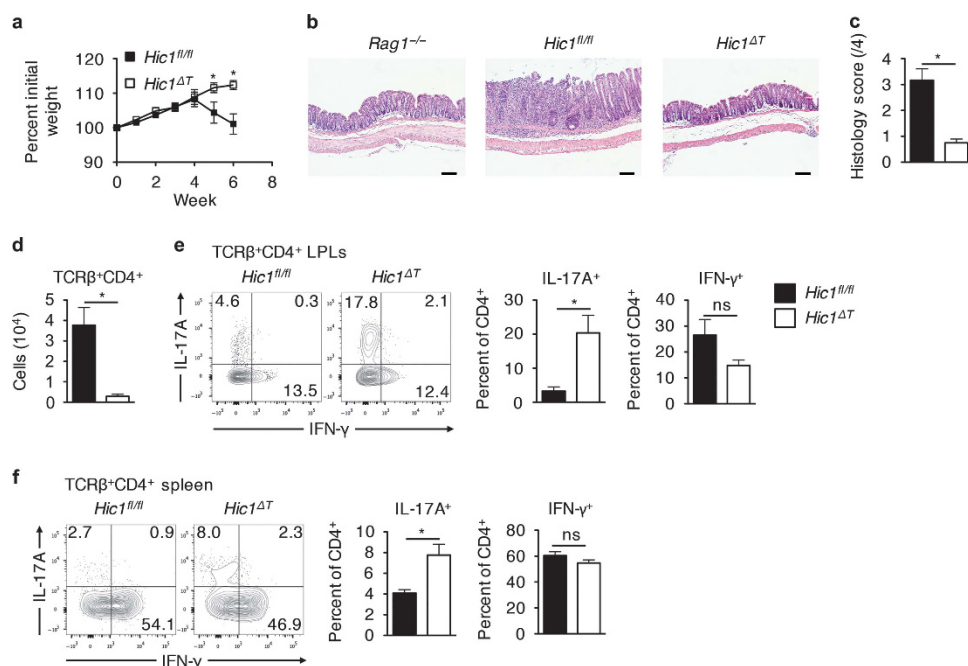 a
Hic1fl/fl
Hic1ΔT
Percent initial
weight
120
110
100
90
0 2 4 6 8
Week
* *
b
Rag1−/− Hic1fl/fl Hic1ΔT
c
Histology score (/4)
4
3
2
1
0
*
d
TCRβ+CD4+
Cells (10⁴)
5
4
3
2
1
0
*
e
TCRβ+CD4+ LPLs
Hic1fl/fl Hic1ΔT
4.6 0.3 17.8 2.1
13.5 12.4
IL-17A
IFN-γ
IL-17A+
Percent of CD4+
30
20
10
0
*
IFN-γ+
Percent of CD4+
40
30
20
10
0
ns
Hic1fl/fl
Hic1ΔT
f
TCRβ+CD4+ spleen
Hic1fl/fl Hic1ΔT
2.7 0.9 8.0 2.3
54.1 46.9
IL-17A
IFN-γ
IL-17A+
Percent of CD4+
10
8
6
4
2
0
*
IFN-γ+
Percent of CD4+
80
60
40
20
0
ns